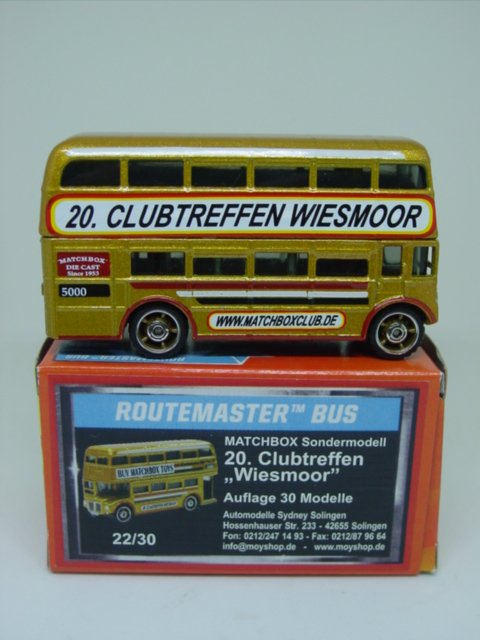 20. CLUBTREFFEN WIESMOOR
"MATCHBOX"
DIE CAST
Since 1953
5000
WWW.MATCHBOXCLUB.DE
ROUTEMASTER BUS
ROUTEMASTER™ BUS
MATCHBOX Sondermodell
20. Clubtreffen
„Wiesmoor"
Auflage 30 Modelle
BUY MATCHBOX TOYS
22/30
Automodelle Sydney Solingen
Hossenhauser Str. 233 - 42655 Solingen
Fon: 0212/247 14 93 - Fax: 0212/87 96 64
info@moyshop.de - www.moyshop.de